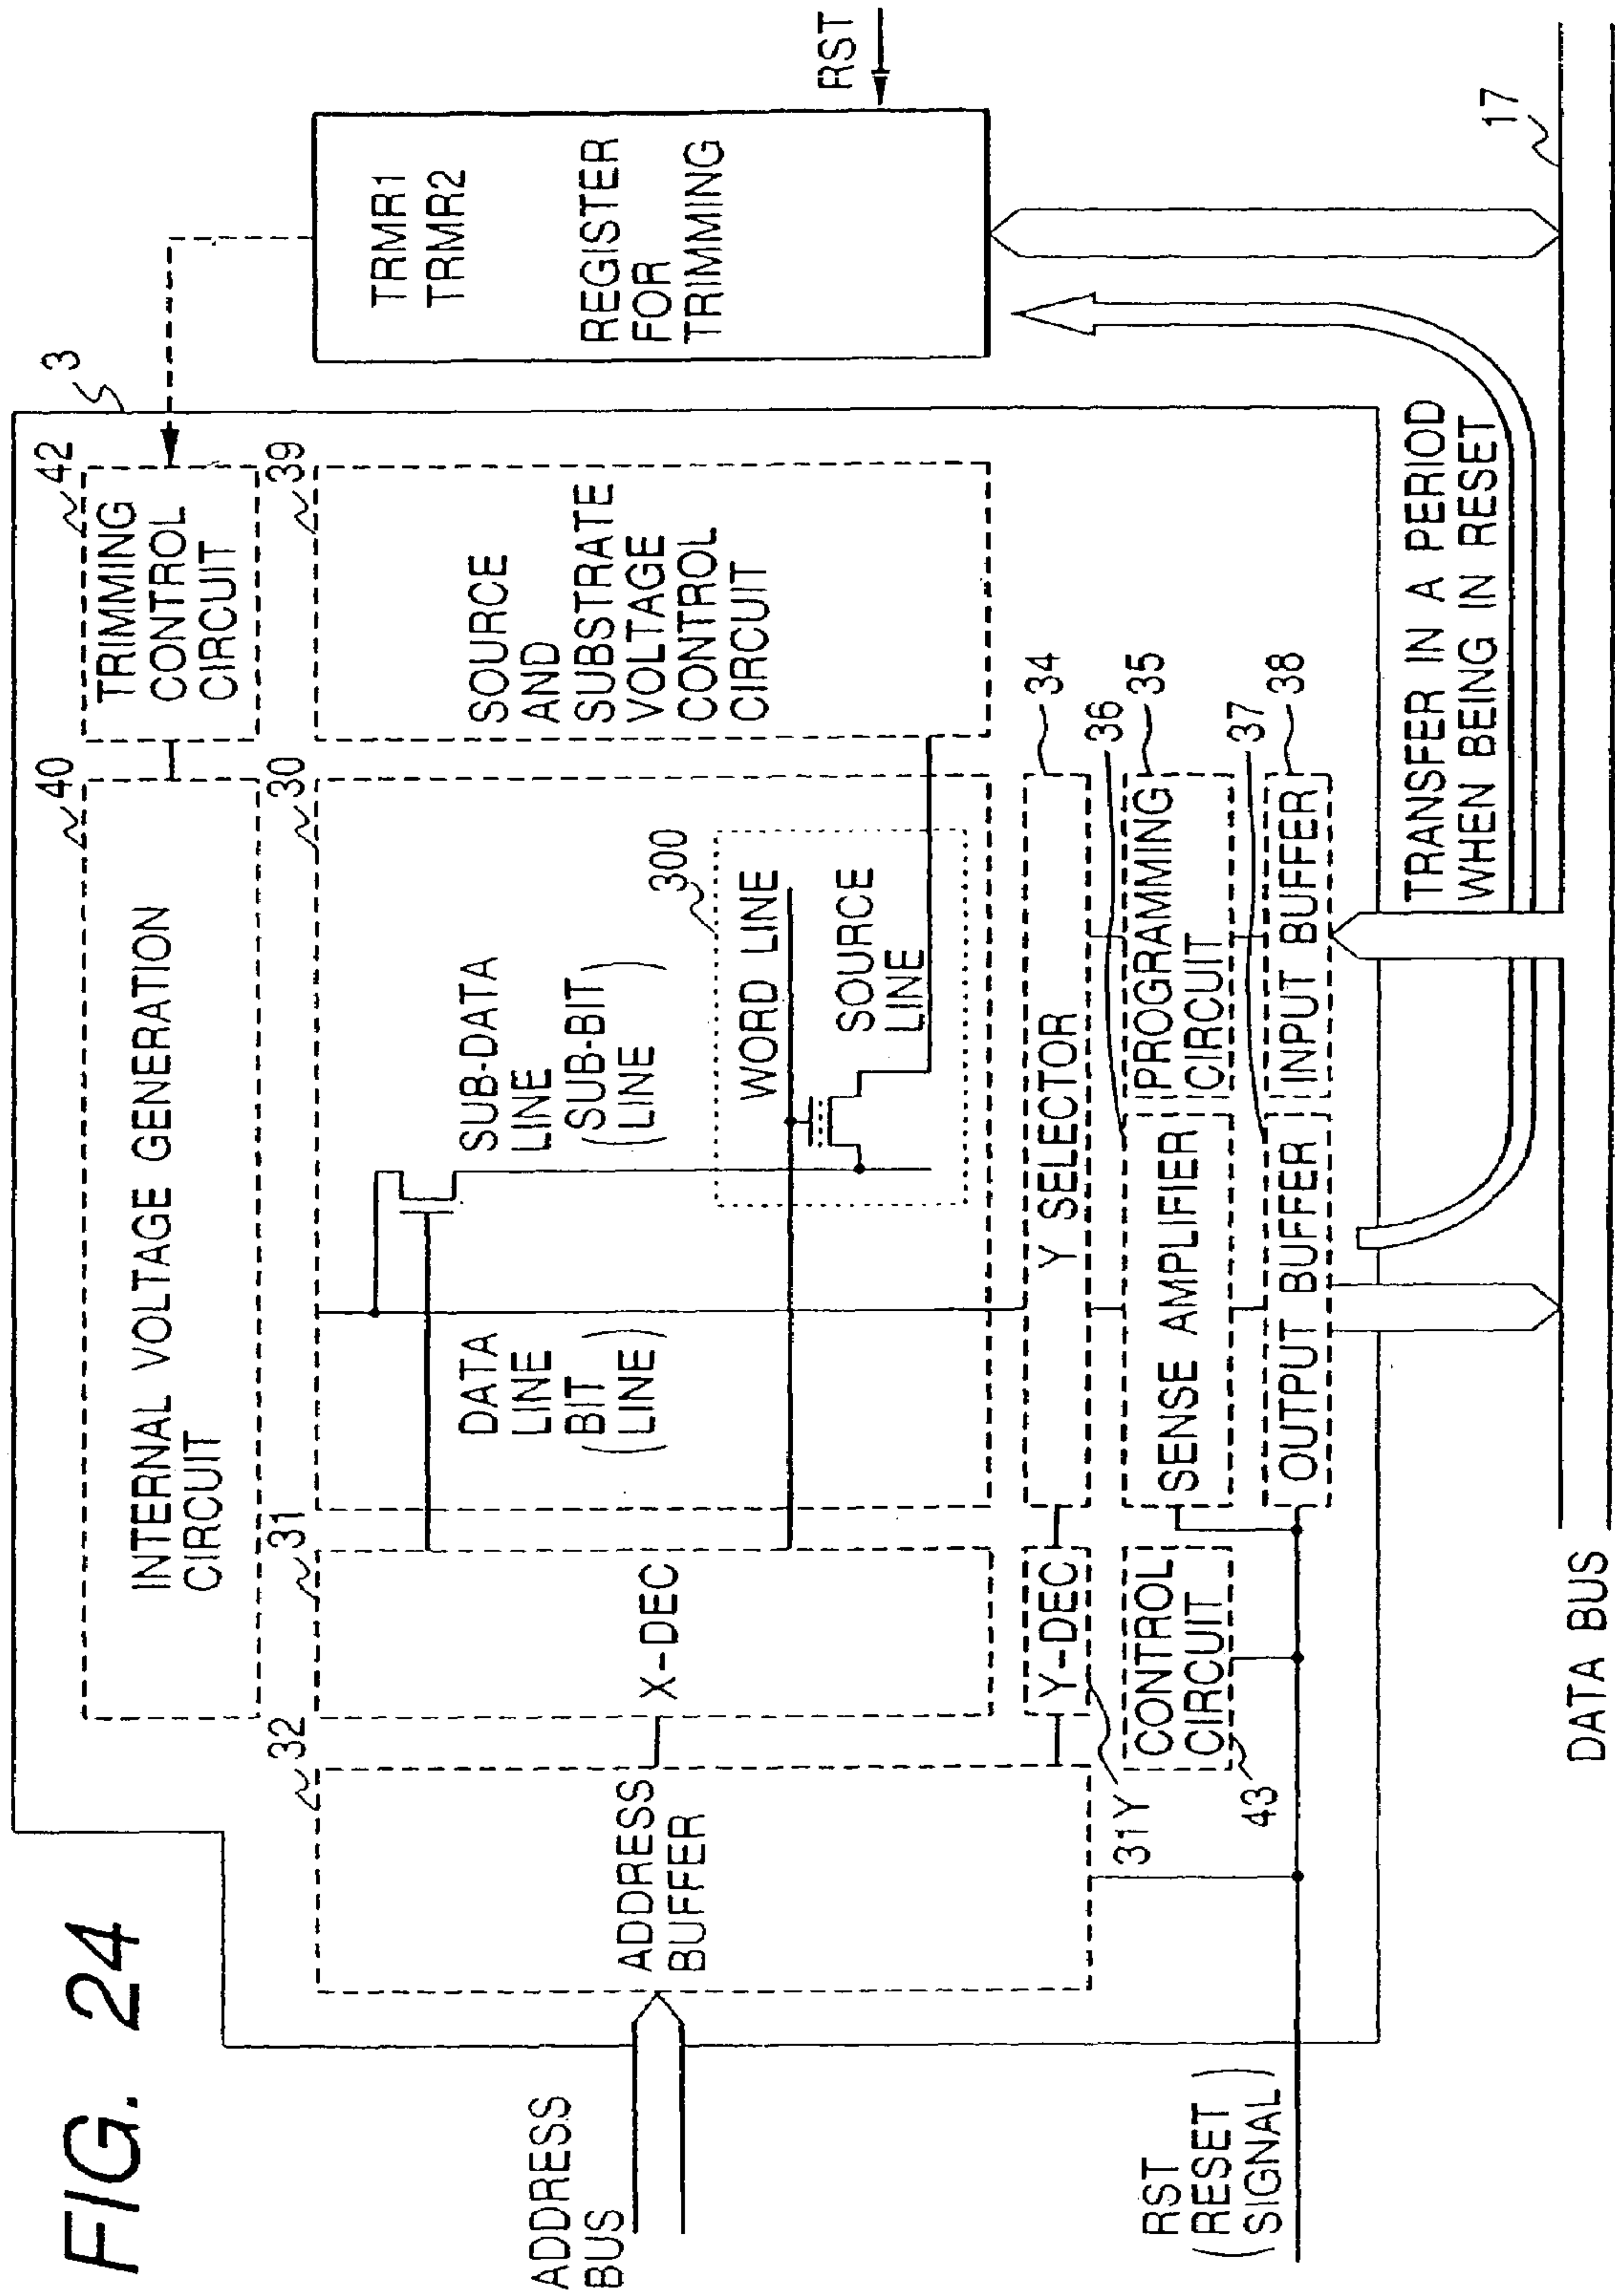 FIG. 24
3
40
INTERNAL VOLTAGE GENERATION
CIRCUIT
42
TRIMMING
CONTROL
CIRCUIT
32
ADDRESS
BUFFER
31
X-DEC
30
DATA
LINE
(BIT
LINE)
SUB-DATA
LINE
(SUB-BIT
LINE)
300
WORD LINE
SOURCE
LINE
39
SOURCE
AND
SUBSTRATE
VOLTAGE
CONTROL
CIRCUIT
TRMR1
TRMR2
REGISTER
FOR
TRIMMING
RST
ADDRESS
BUS
31Y
Y-DEC
Y SELECTOR
34
43
CONTROL
CIRCUIT
SENSE AMPLIFIER
36
PROGRAMMING
CIRCUIT
35
OUTPUT BUFFER
37
INPUT BUFFER
38
RST
(RESET
SIGNAL)
TRANSFER IN A PERIOD
WHEN BEING IN RESET
17
DATA BUS